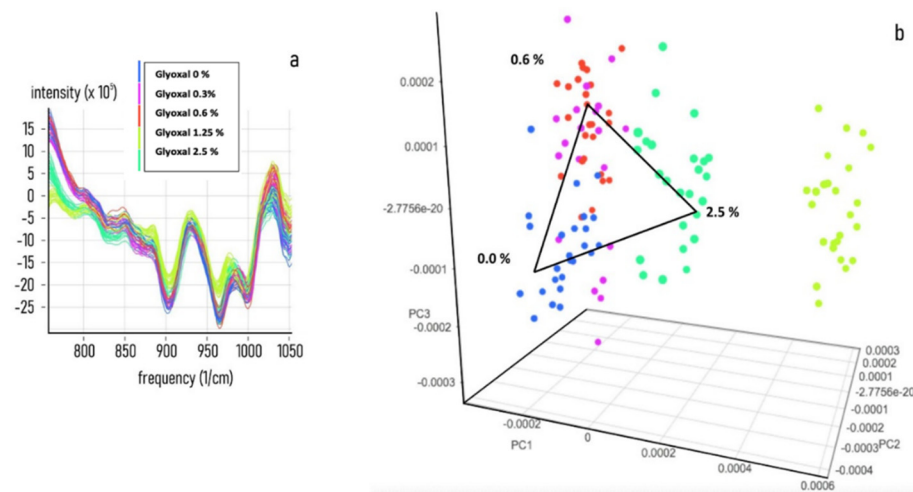 a
Glyoxal 0 %
Glyoxal 0.3%
Glyoxal 0.6 %
Glyoxal 1.25 %
Glyoxal 2.5 %
intensity (x 10⁵)
15
10
5
0
-5
-10
-15
-20
-25
800 850 900 950 1000 1050
frequency (1/cm)
b
0.6 %
2.5 %
0.0 %
0.0002
0.0001
-2.7756e-20
-0.0001
PC3
-0.0002
-0.0003
-0.0002
PC1
0
0.0002
0.0004
0.0006
0.0003
0.0002
0.0001
-2.7756e-20
-0.0001
-0.0002
-0.0003
PC2
-0.0004